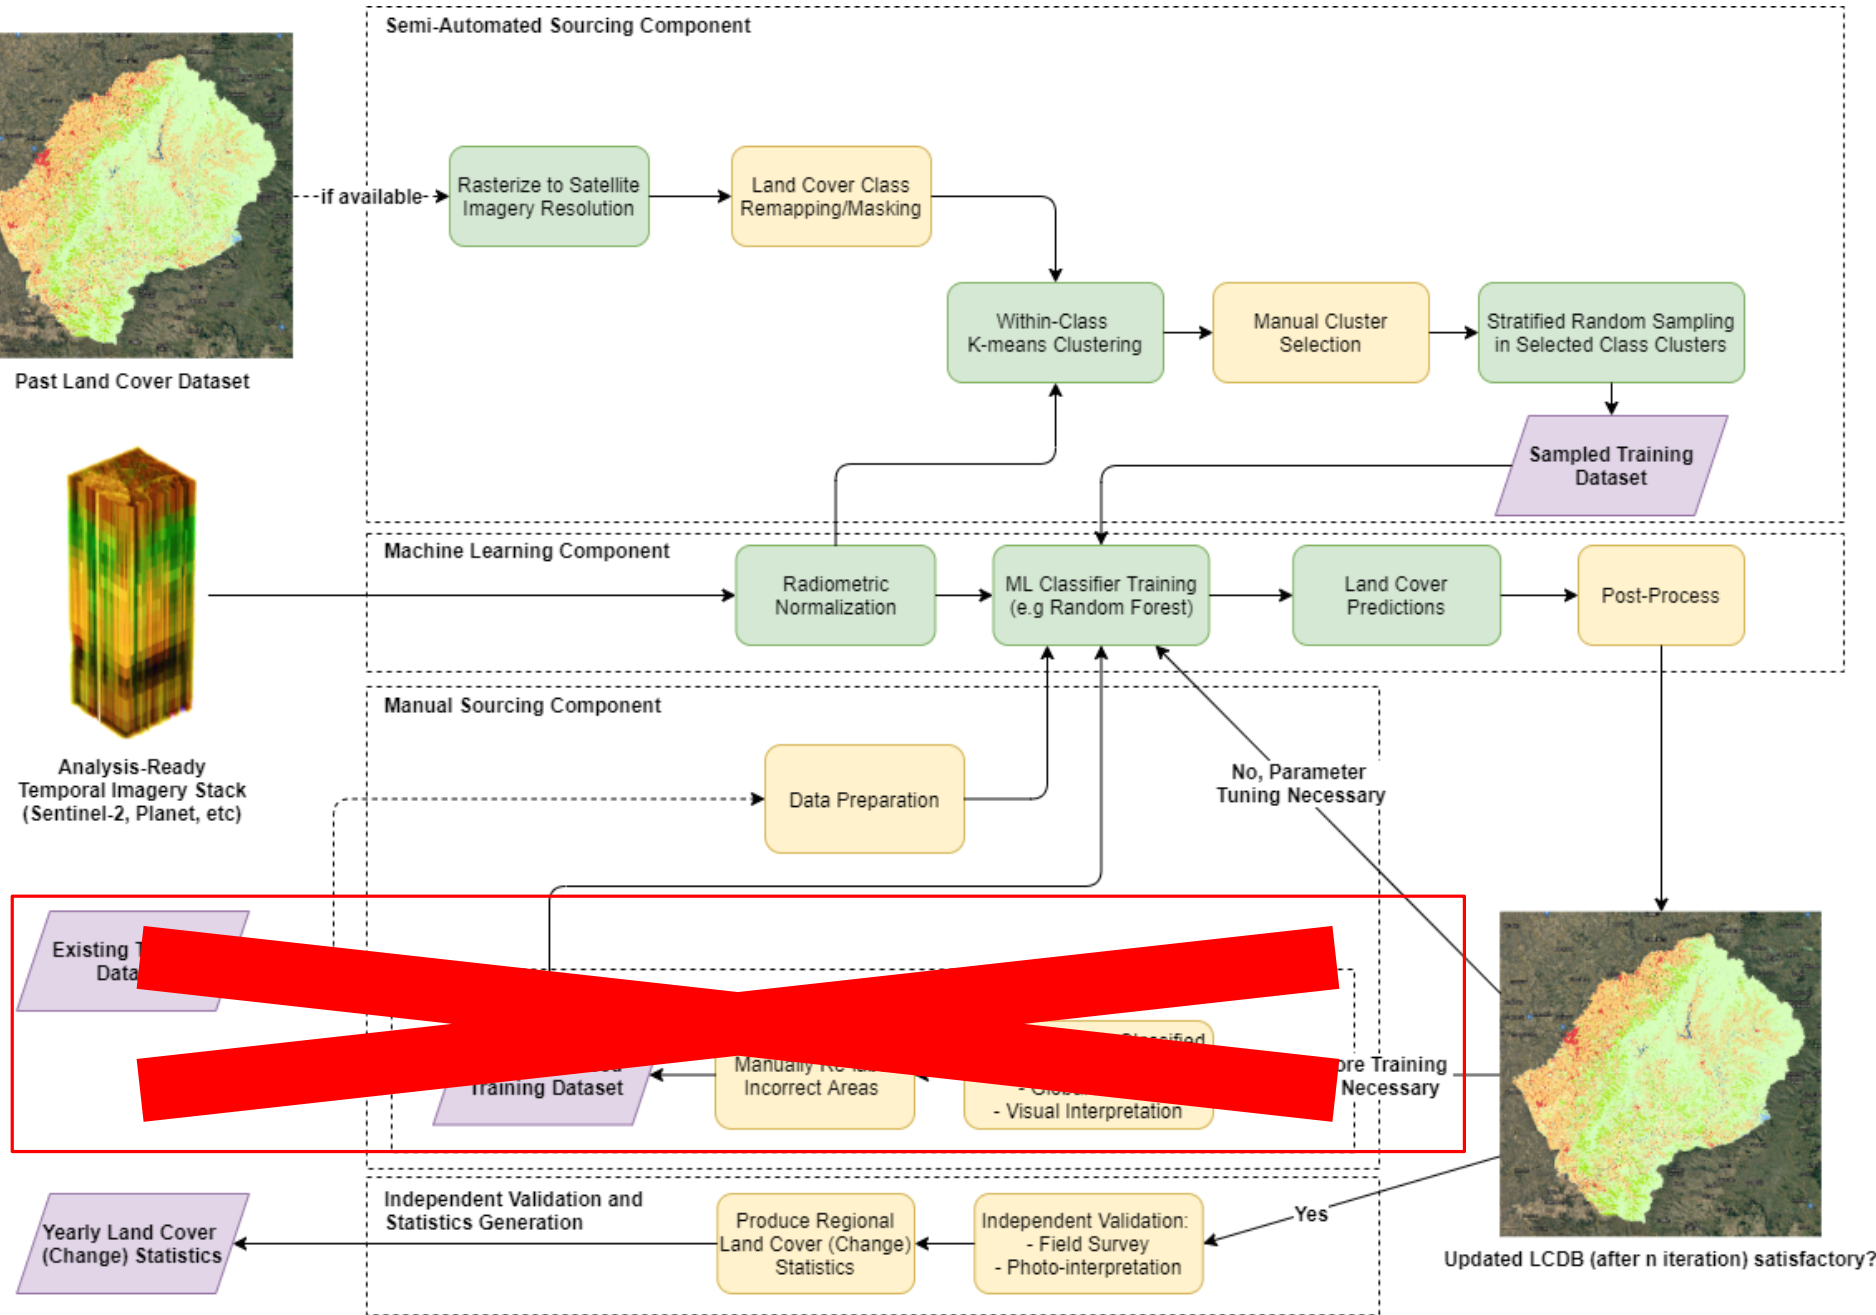 Semi-Automated Sourcing Component
if available
Rasterize to Satellite
Imagery Resolution
Land Cover Class
Remapping/Masking
Within-Class
K-means Clustering
Manual Cluster
Selection
Stratified Random Sampling
in Selected Class Clusters
Past Land Cover Dataset
Sampled Training
Dataset
Machine Learning Component
Radiometric
Normalization
ML Classifier Training
(e.g Random Forest)
Land Cover
Predictions
Post-Process
Manual Sourcing Component
Analysis-Ready
Temporal Imagery Stack
(Sentinel-2, Planet, etc)
Data Preparation
No, Parameter
Tuning Necessary
Existing
Training
Necessary
Manually
Incorrect Areas
Training Dataset
- Visual Interpretation
Independent Validation and
Statistics Generation
Yearly Land Cover
(Change) Statistics
Produce Regional
Land Cover (Change)
Statistics
Independent Validation:
- Field Survey
- Photo-interpretation
Yes
Updated LCDB (after n iteration) satisfactory?